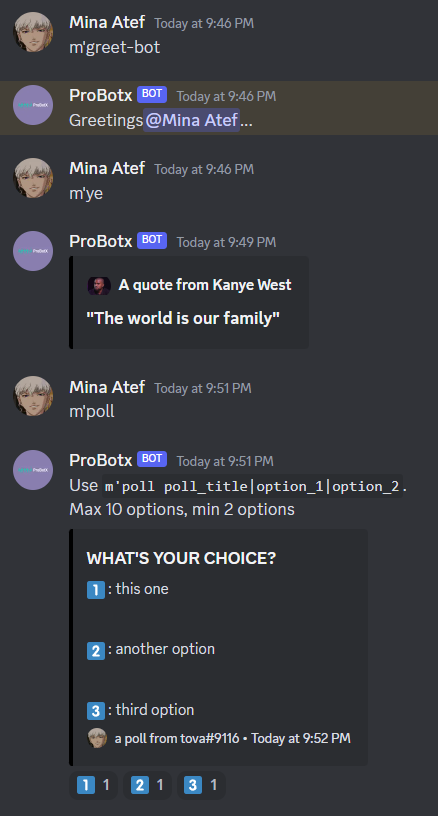 Mina Atef Today at 9:46 PM
m'greet-bot
ProBotx BOT Today at 9:46 PM
Greetings@Mina Atef...
Mina Atef Today at 9:46 PM
m'ye
ProBotx BOT Today at 9:49 PM
A quote from Kanye West
"The world is our family"
Mina Atef Today at 9:51 PM
m'poll
ProBotx BOT Today at 9:51 PM
Use m'poll poll_title|option_1|option_2.
Max 10 options, min 2 options
WHAT'S YOUR CHOICE?
1 : this one
2 : another option
3 : third option
a poll from tova#9116 • Today at 9:52 PM
1 1 2 1 3 1